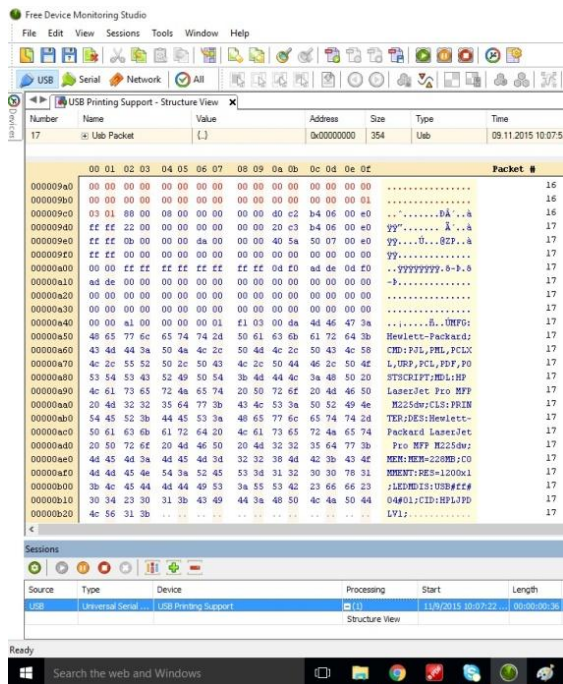 Free Device Monitoring Studio
File Edit View Sessions Tools Window Help
USB Serial Network All
USB Printing Support - Structure View x
Devices
Number Name Value Address Size Type Time
17 Usb Packet {..} 0x00000000 354 Usb 09.11.2015 10:07:5
00 01 02 03 04 05 06 07 08 09 0a 0b 0c 0d 0e 0f Packet #
000009a0 00 00 00 00 00 00 00 00 00 00 00 00 00 00 00 00 ................ 16
000009b0 00 00 00 00 00 00 00 00 00 00 00 00 00 00 00 01 ................ 16
000009c0 03 01 88 00 08 00 00 00 00 00 d0 c2 b4 06 00 e0 16
000009d0 ff ff 22 00 00 00 00 00 00 00 20 c3 b4 06 00 e0 17
000009e0 ff ff 0b 00 00 00 da 00 00 00 40 5a 50 07 00 e0 ÿÿ....Ú...@ZP..à 17
000009f0 ff ff 00 00 00 00 00 00 00 00 00 00 00 00 00 00 ÿÿ.............. 17
00000a00 00 00 ff ff ff ff ff ff ff ff 0d f0 ad de 0d f0 17
00000a10 ad de 00 00 00 00 00 00 00 00 00 00 00 00 00 00 -Þ.............. 17
00000a20 00 00 00 00 00 00 00 00 00 00 00 00 00 00 00 00 ................ 17
00000a30 00 00 00 00 00 00 00 00 00 00 00 00 00 00 00 00 ................ 17
00000a40 00 00 a1 00 00 00 00 01 f1 03 00 da 4d 46 47 3a ..¡.....ñ..ÚMFG: 17
00000a50 48 65 77 6c 65 74 74 2d 50 61 63 6b 61 72 64 3b Hewlett-Packard; 17
00000a60 43 4d 44 3a 50 4a 4c 2c 50 4d 4c 2c 50 43 4c 58 CMD:PJL,PML,PCLX 17
00000a70 4c 2c 55 52 50 2c 50 43 4c 2c 50 44 46 2c 50 4f L,URP,PCL,PDF,PO 17
00000a80 53 54 53 43 52 49 50 54 3b 4d 44 4c 3a 48 50 20 STSCRIPT;MDL:HP 17
00000a90 4c 61 73 65 72 4a 65 74 20 50 72 6f 20 4d 46 50 LaserJet Pro MFP 17
00000aa0 20 4d 32 32 35 64 77 3b 43 4c 53 3a 50 52 49 4e M225dw;CLS:PRIN 17
00000ab0 54 45 52 3b 44 45 53 3a 48 65 77 6c 65 74 74 2d TER;DES:Hewlett- 17
00000ac0 50 61 63 6b 61 72 64 20 4c 61 73 65 72 4a 65 74 Packard LaserJet 17
00000ad0 20 50 72 6f 20 4d 46 50 20 4d 32 32 35 64 77 3b Pro MFP M225dw; 17
00000ae0 4d 45 4d 3a 4d 45 4d 3d 32 32 38 4d 42 3b 43 4f MEM:MEM=228MB;CO 17
00000af0 4d 4d 45 4e 54 3a 52 45 53 3d 31 32 30 30 78 31 MMENT:RES=1200x1 17
00000b00 3b 4c 45 44 4d 44 49 53 3a 55 53 42 23 66 66 23 ;LEDMDIS:USB#ff# 17
00000b10 30 34 23 30 31 3b 43 49 44 3a 48 50 4c 4a 50 44 04#01;CID:HPLJPD 17
00000b20 4c 56 31 3b .. .. .. .. .. .. .. .. .. .. .. .. LV1;............ 17
Sessions
Source Type Device Processing Start Length
USB Universal Serial ... USB Printing Support (1) 11/9/2015 10:07:22 ... 00:00:00:36
Structure View
Ready
Search the web and Windows